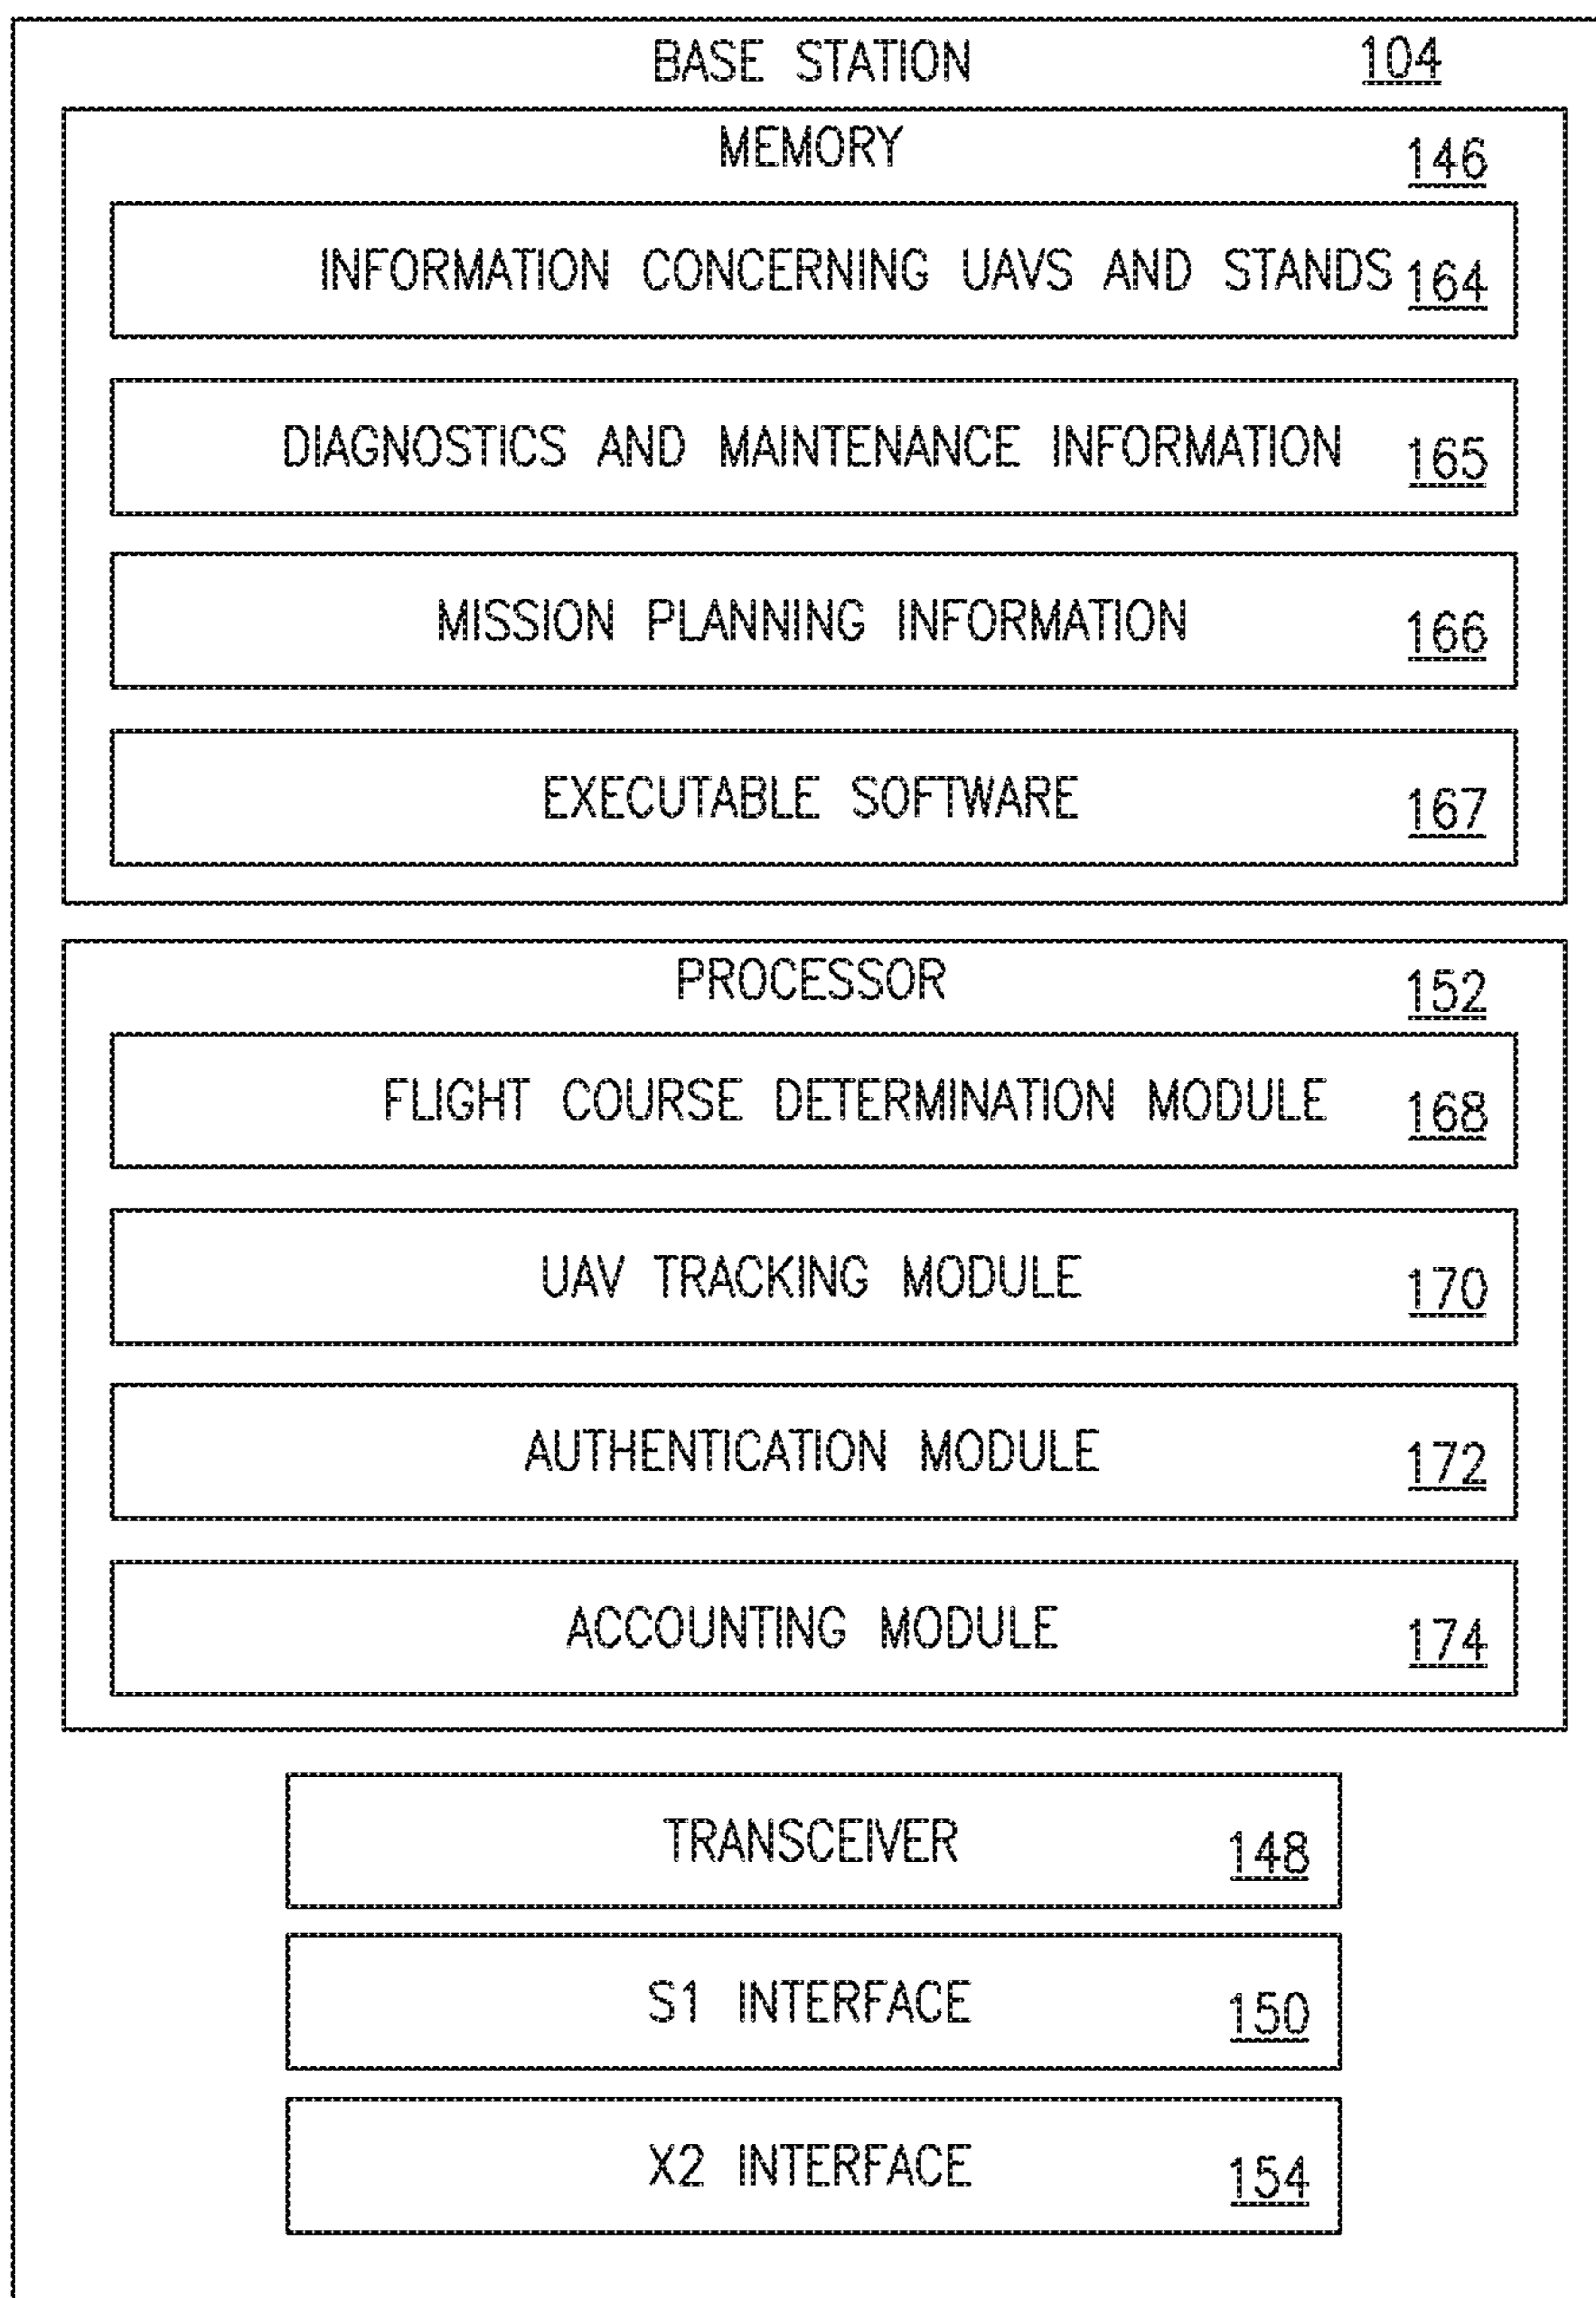 BASE STATION 104
MEMORY 146
INFORMATION CONCERNING UAVS AND STANDS 164
DIAGNOSTICS AND MAINTENANCE INFORMATION 165
MISSION PLANNING INFORMATION 166
EXECUTABLE SOFTWARE 167
PROCESSOR 152
FLIGHT COURSE DETERMINATION MODULE 168
UAV TRACKING MODULE 170
AUTHENTICATION MODULE 172
ACCOUNTING MODULE 174
TRANSCEIVER 148
S1 INTERFACE 150
X2 INTERFACE 154